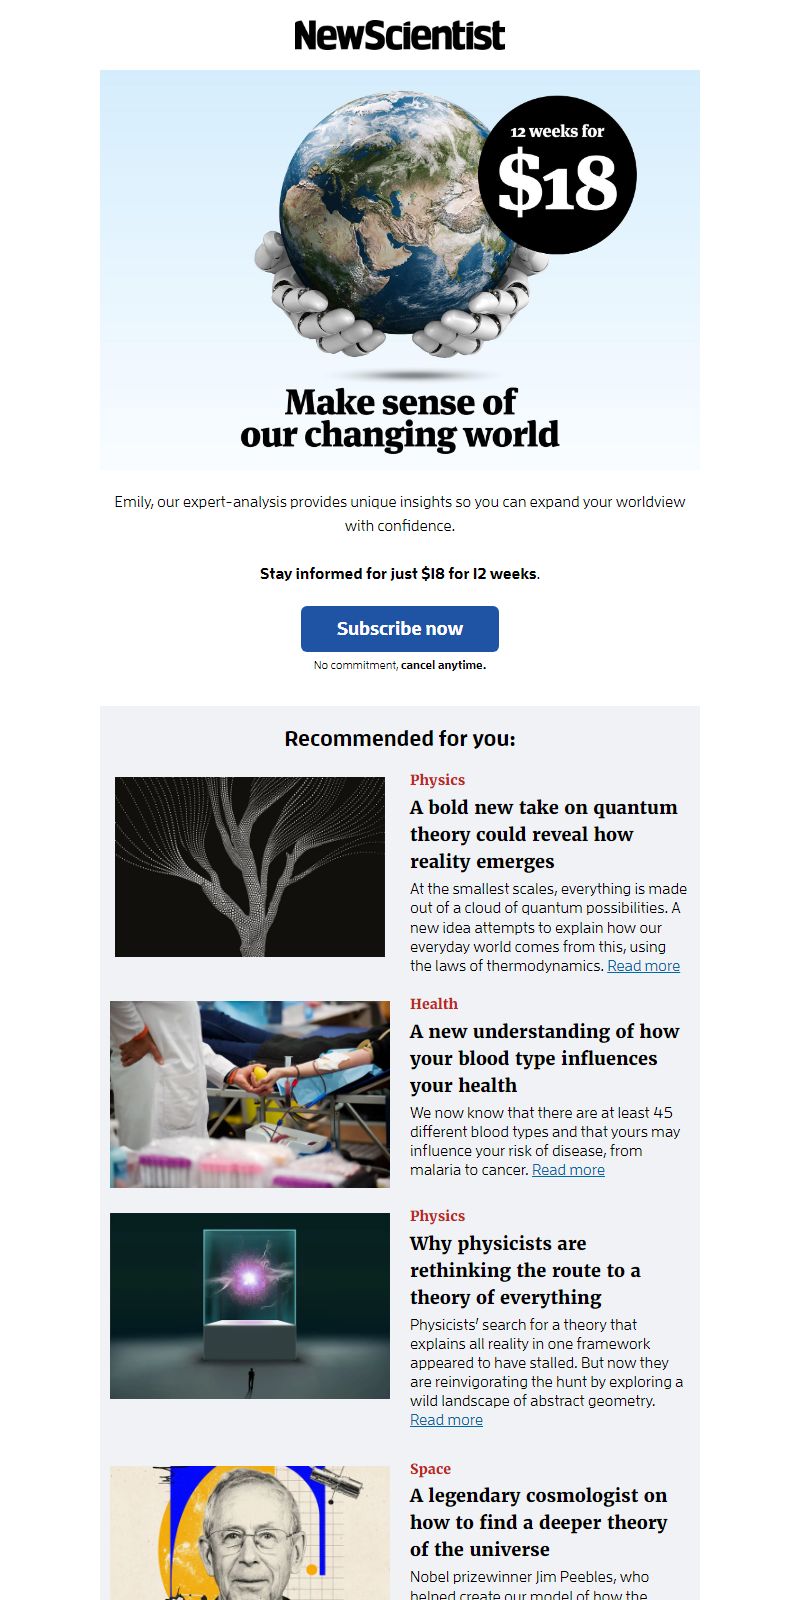 NewScientist
12 weeks for
$18
Make sense of
our changing world
Emily, our expert-analysis provides unique insights so you can expand your worldview
with confidence.
Stay informed for just $18 for 12 weeks.
Subscribe now
No commitment, cancel anytime.
Recommended for you:
Physics
A bold new take on quantum
theory could reveal how
reality emerges
At the smallest scales, everything is made
out of a cloud of quantum possibilities. A
new idea attempts to explain how our
everyday world comes from this, using
the laws of thermodynamics. Read more
Health
A new understanding of how
your blood type influences
your health
We now know that there are at least 45
different blood types and that yours may
influence your risk of disease, from
malaria to cancer. Read more
Physics
Why physicists are
rethinking the route to a
theory of everything
Physicists' search for a theory that
explains all reality in one framework
appeared to have stalled. But now they
are reinvigorating the hunt by exploring a
wild landscape of abstract geometry.
Read more
Space
A legendary cosmologist on
how to find a deeper theory
of the universe
Nobel prizewinner Jim Peebles, who
helped create our model of how the